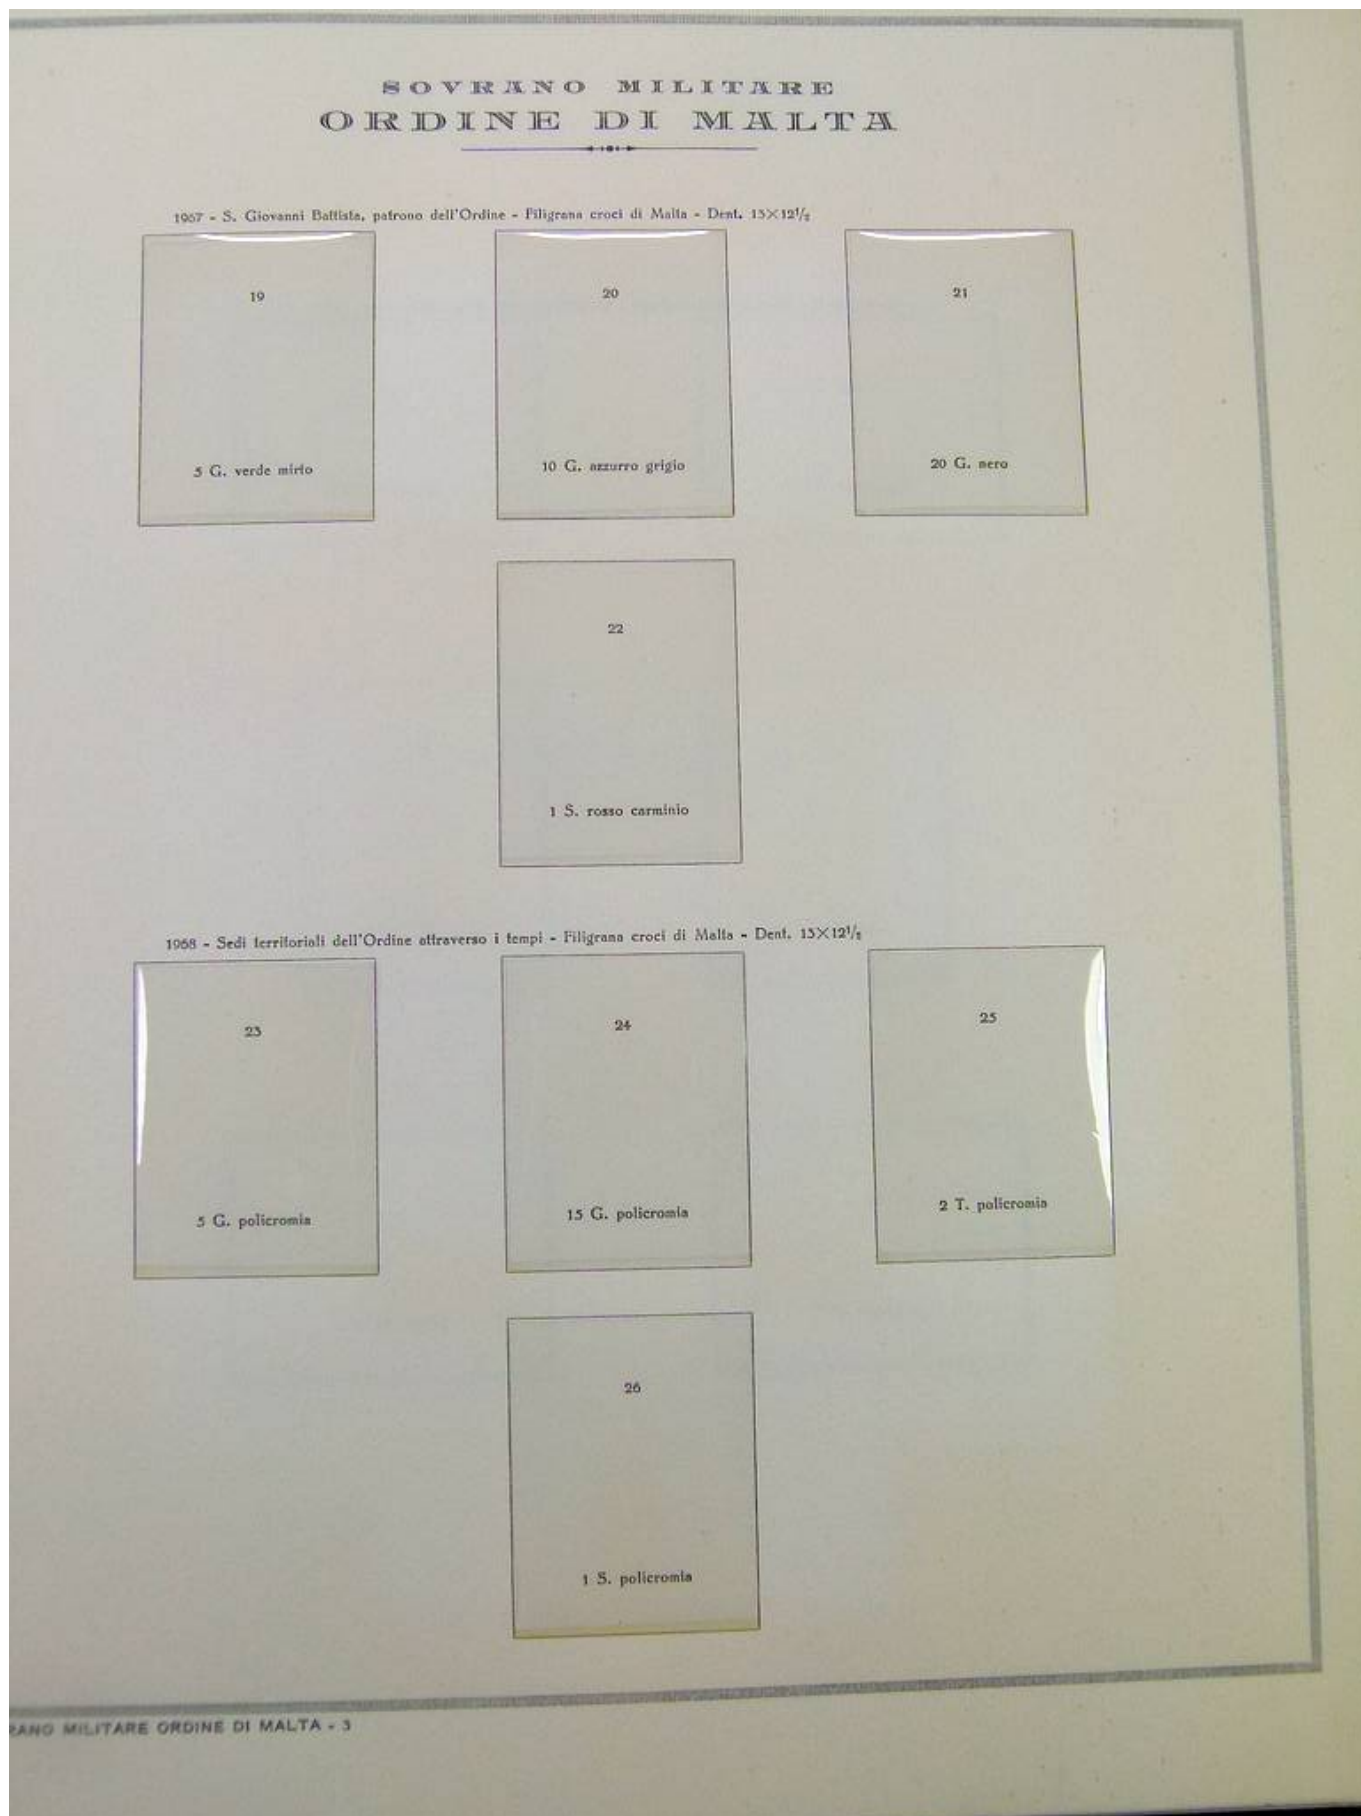 SOVRANO MILITARE
ORDINE DI MALTA
1967 - S. Giovanni Battista, patrono dell'Ordine - Filigrana croci di Malta - Dent. 13×12½
19
20
21
5 G. verde mirto
10 G. azzurro grigio
20 G. nero
22
1 S. rosso carminio
1968 - Sedi territoriali dell'Ordine attraverso i tempi - Filigrana croci di Malta - Dent. 13×12½
23
24
25
5 G. policromia
15 G. policromia
2 T. policromia
26
1 S. policromia
RANO MILITARE ORDINE DI MALTA - 3